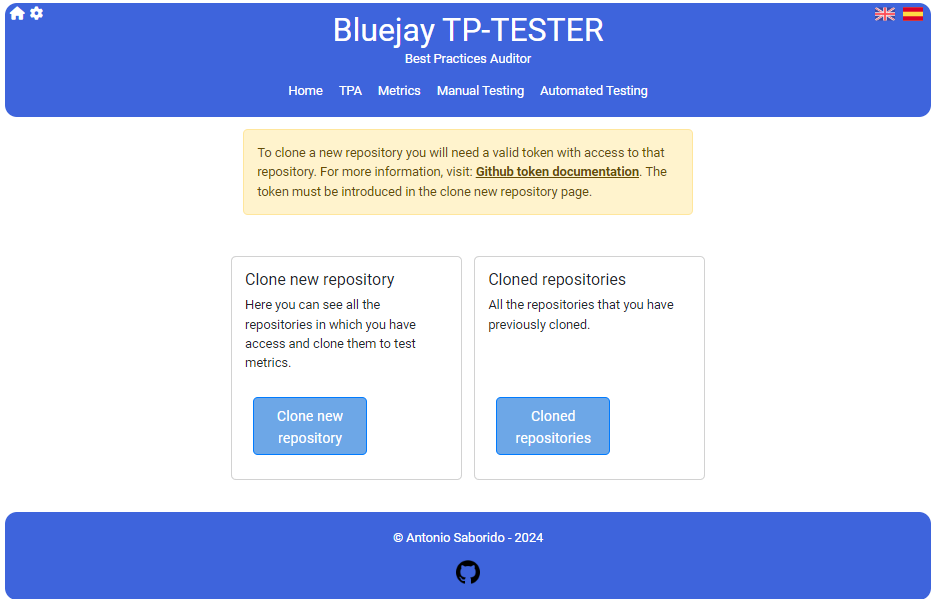 Bluejay TP-TESTER
Best Practices Auditor
Home TPA Metrics Manual Testing Automated Testing
To clone a new repository you will need a valid token with access to that
repository. For more information, visit: Github token documentation. The
token must be introduced in the clone new repository page.
Clone new repository
Here you can see all the
repositories in which you have
access and clone them to test
metrics.
Clone new
repository
Cloned repositories
All the repositories that you have
previously cloned.
Cloned
repositories
© Antonio Saborido - 2024